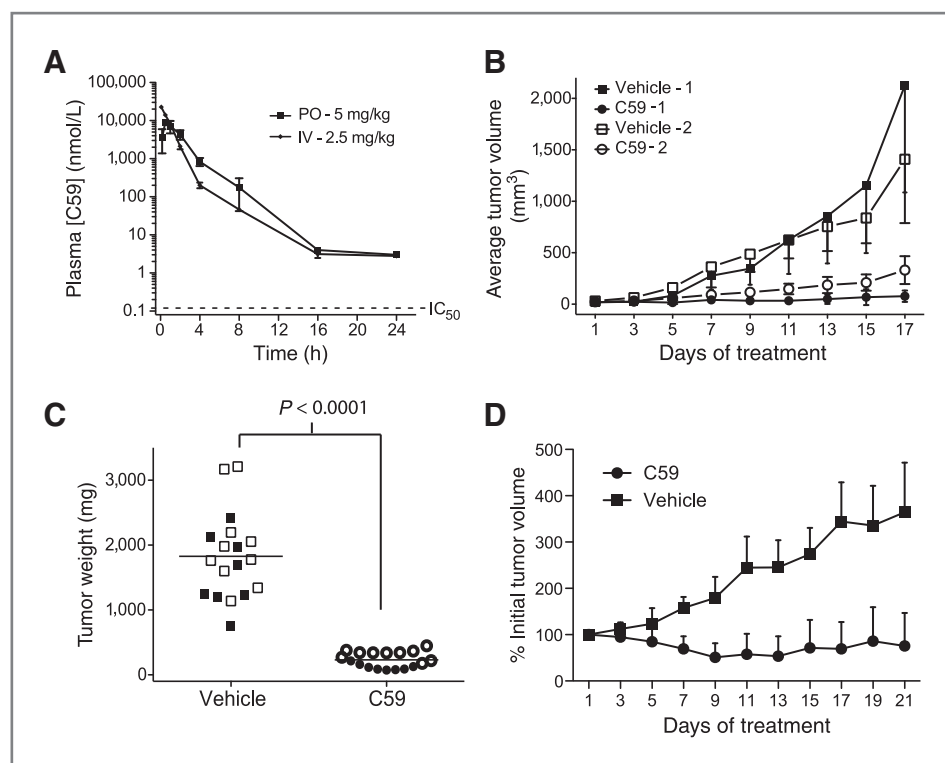 A
Plasma [C59] (nmol/L)
100,000
10,000
1,000
100
10
1
0.1
PO - 5 mg/kg
IV - 2.5 mg/kg
IC50
0 4 8 12 16 20 24
Time (h)
B
Average tumor volume
(mm3)
2,000
1,500
1,000
500
0
Vehicle - 1
C59 - 1
Vehicle - 2
C59 - 2
1 3 5 7 9 11 13 15 17
Days of treatment
C
P < 0.0001
Tumor weight (mg)
3,000
2,000
1,000
0
Vehicle C59
D
% Initial tumor volume
500
400
300
200
100
0
C59
Vehicle
1 3 5 7 9 11 13 15 17 19 21
Days of treatment